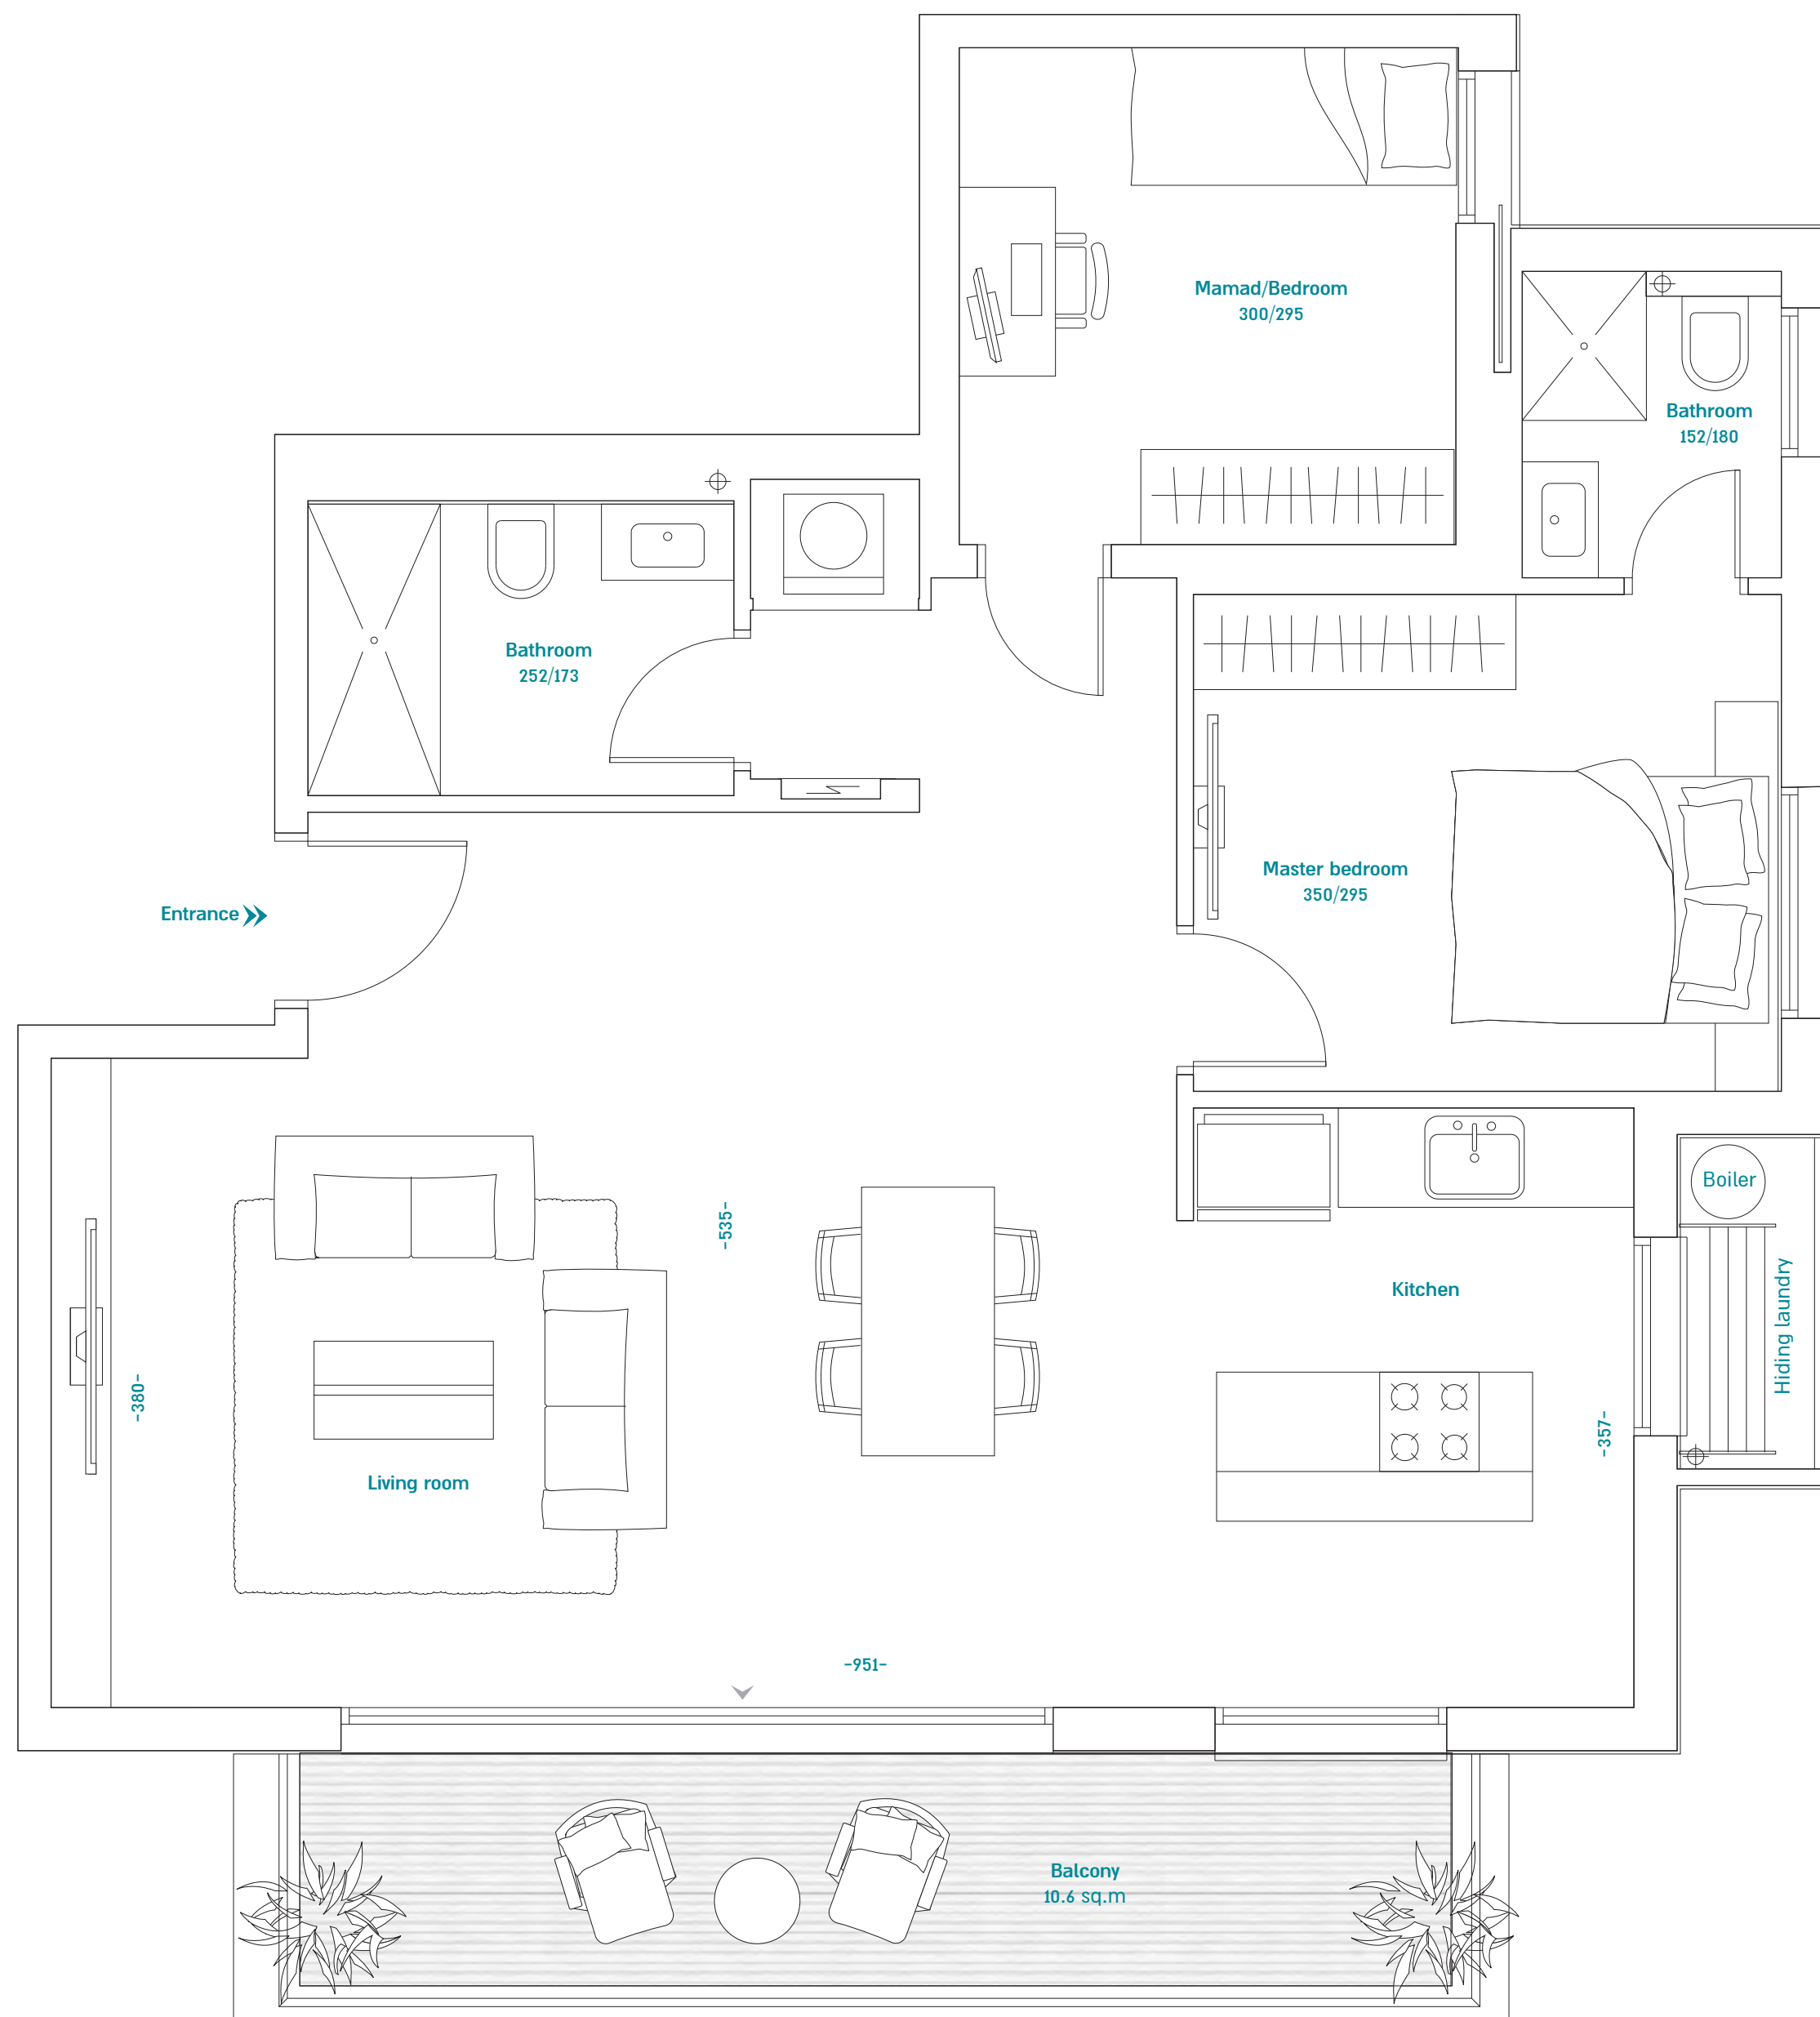 Mamad/Bedroom
300/295
Bathroom
152/180
Bathroom
252/173
Master bedroom
350/295
Entrance
Boiler
-535-
Hiding laundry
Kitchen
-380-
-357-
Living room
-951-
Balcony
10.6 sq.m